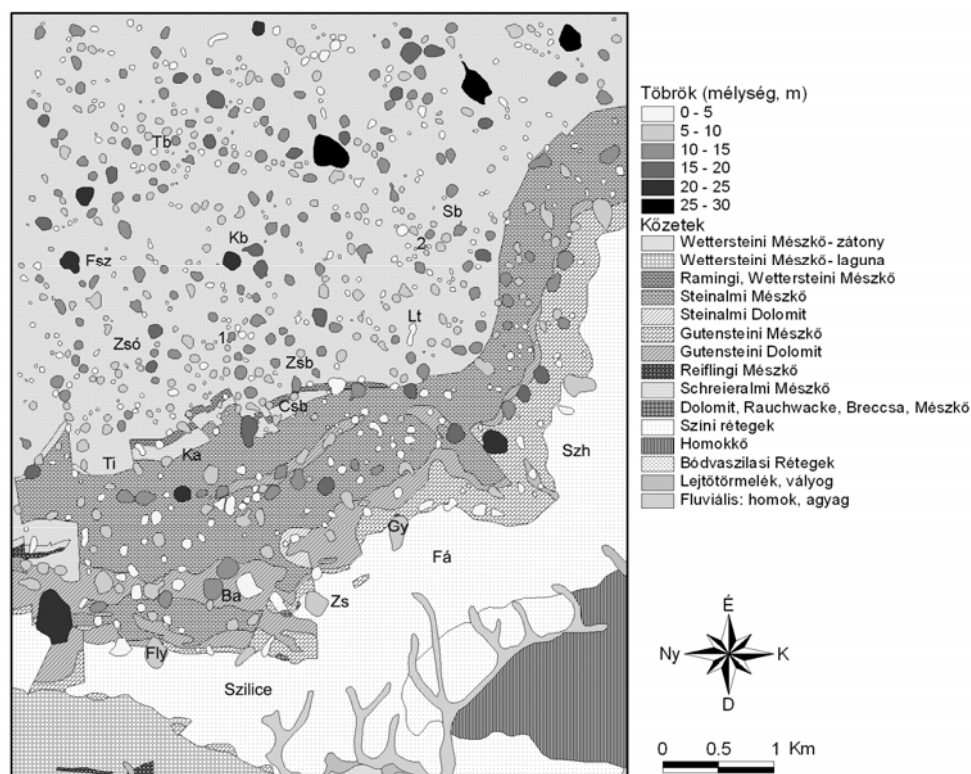 Tb
Sb
2
Kb
Fsz
Lt
1
Zsó
Zsb
Csb
Ti
Ka
Szh
Gy
Fá
Ba
Zs
Fly
Szilice
Töbrök (mélység, m)
0 - 5
5 - 10
10 - 15
15 - 20
20 - 25
25 - 30
Kőzetek
Wettersteini Mészkő- zátony
Wettersteini Mészkő- laguna
Ramingi, Wettersteini Mészkő
Steinalmi Mészkő
Steinalmi Dolomit
Gutensteini Mészkő
Gutensteini Dolomit
Reiflingi Mészkő
Schreieralmi Mészkő
Dolomit, Rauchwacke, Breccsa, Mészkő
Szini rétegek
Homokkő
Bódvaszilasi Rétegek
Lejtőtörmelék, vályog
Fluviális: homok, agyag
É
Ny
K
D
0 0.5 1 Km